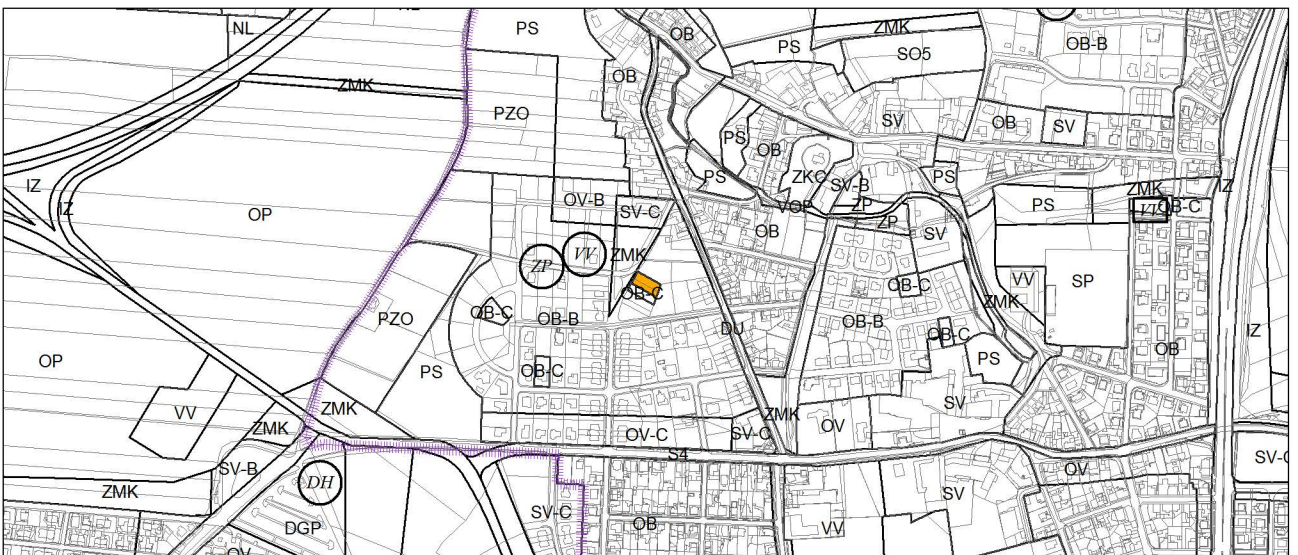 NL
NL
PS
OB
ZMK
PS
OB-B
SO5
OB
ZMK
PZO
SV
OB
SV
PS
OB
IZ
PS
ZKC
SV-B
PS
ZMK
IZ
IZ
OP
OV-B
SV-C
VOP
ZP
PS
VV
OB-C
ZP
OB
SV
ZP
VV
ZMK
VV
SP
OB-C
OB-C
ZMK
PZO
OB-C
OB-B
DU
OB-B
OB-C
IZ
OP
OB
PS
OB-C
PS
VV
ZMK
ZMK
SV
ZMK
OV-C
SV-C
OV
S4
SV-B
OV
SV-C
DH
ZMK
SV
SV-C
DGP
OB
VV
OV